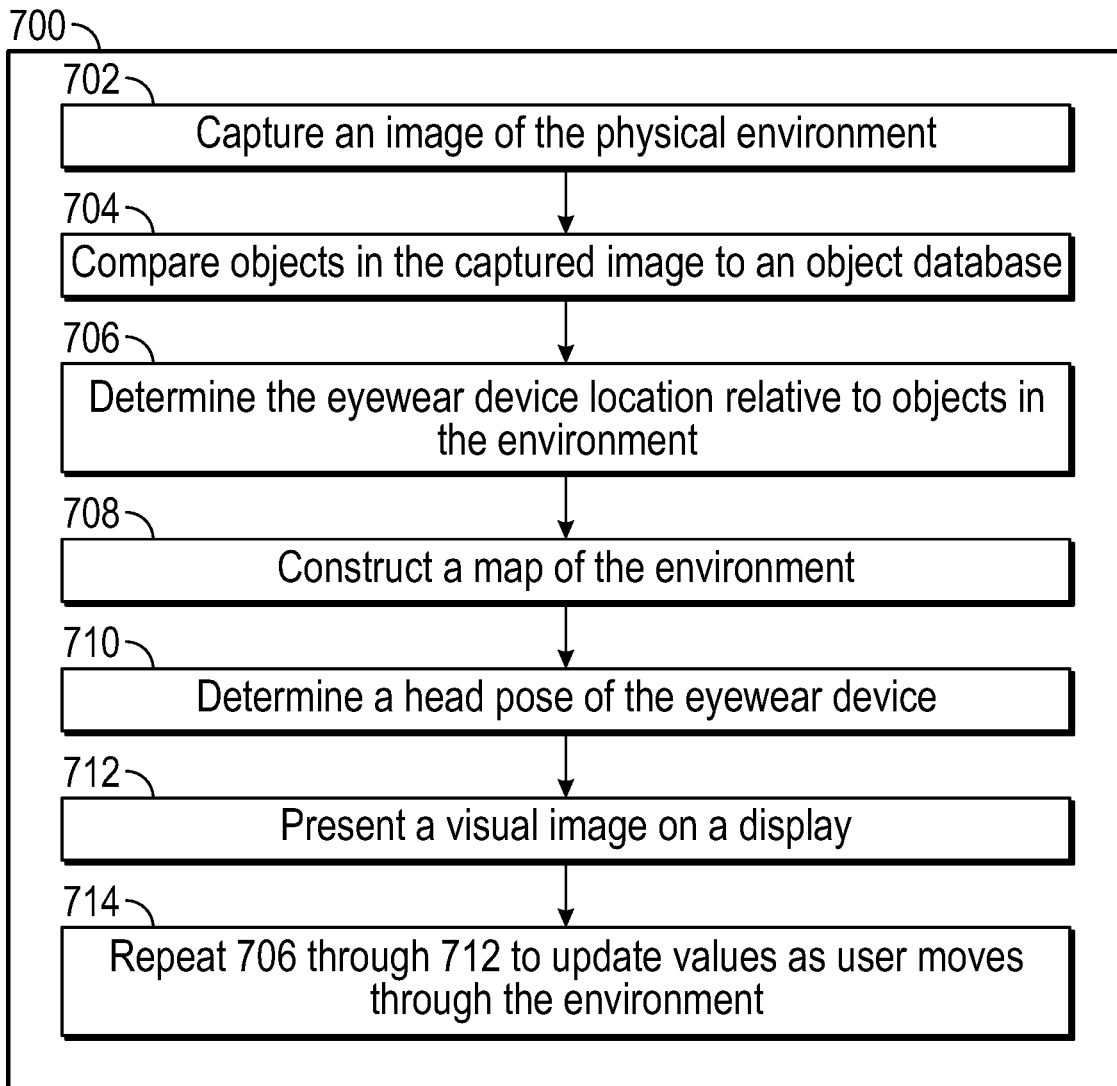 700
702
Capture an image of the physical environment
704
Compare objects in the captured image to an object database
706
Determine the eyewear device location relative to objects in
the environment
708
Construct a map of the environment
710
Determine a head pose of the eyewear device
712
Present a visual image on a display
714
Repeat 706 through 712 to update values as user moves
through the environment